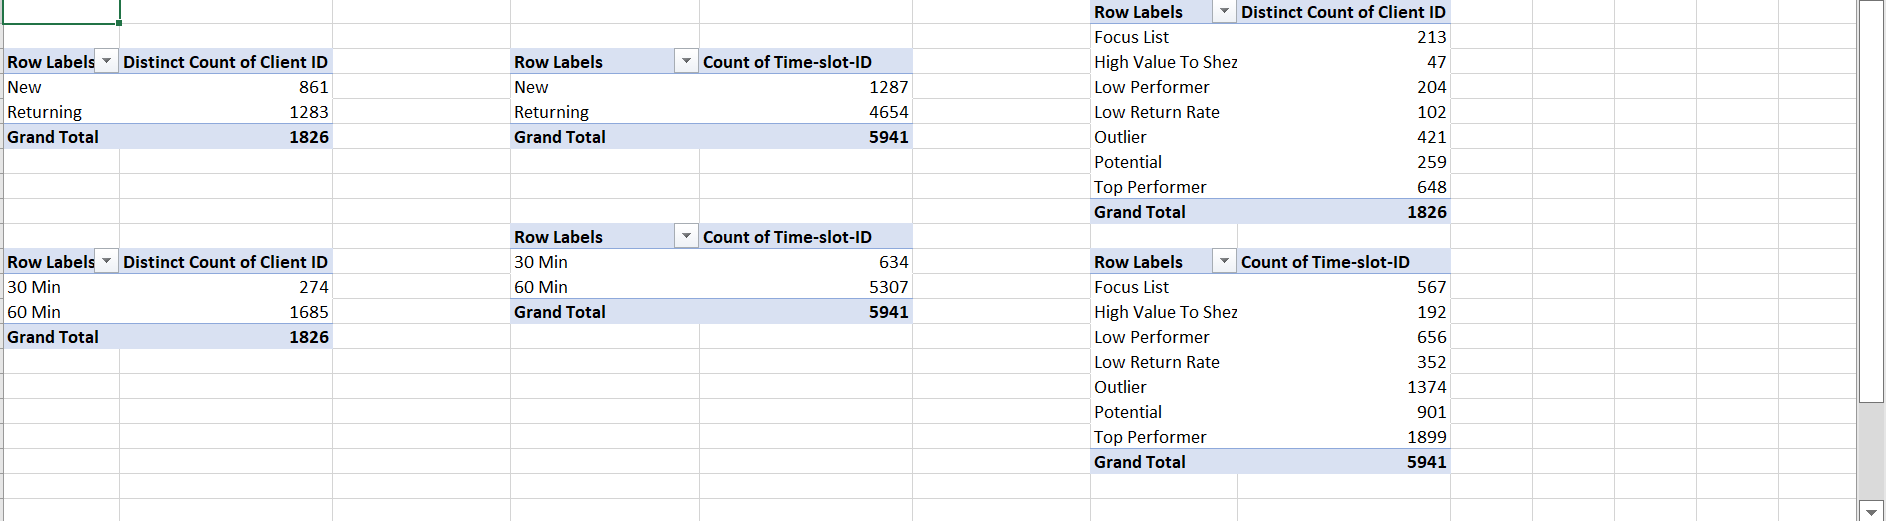 Row Labels Distinct Count of Client ID
New 861
Returning 1283
Grand Total 1826
Row Labels Count of Time-slot-ID
New 1287
Returning 4654
Grand Total 5941
Row Labels Distinct Count of Client ID
Focus List 213
High Value To Shez 47
Low Performer 204
Low Return Rate 102
Outlier 421
Potential 259
Top Performer 648
Grand Total 1826
Row Labels Distinct Count of Client ID
30 Min 274
60 Min 1685
Grand Total 1826
Row Labels Count of Time-slot-ID
30 Min 634
60 Min 5307
Grand Total 5941
Row Labels Count of Time-slot-ID
Focus List 567
High Value To Shez 192
Low Performer 656
Low Return Rate 352
Outlier 1374
Potential 901
Top Performer 1899
Grand Total 5941